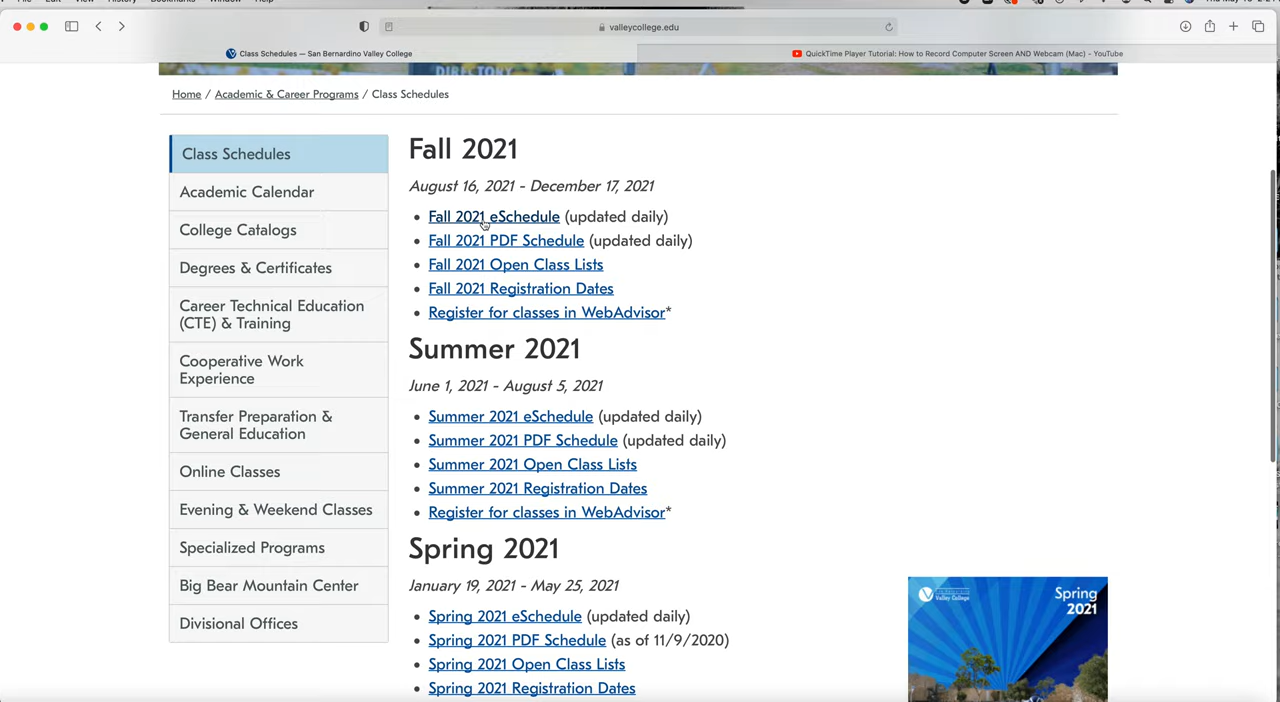 valleycollege.edu
Class Schedules — San Bernardino Valley College
QuickTime Player Tutorial: How to Record Computer Screen AND Webcam (Mac) - YouTube
DIRECTORY
Home / Academic & Career Programs / Class Schedules
Class Schedules
Academic Calendar
College Catalogs
Degrees & Certificates
Career Technical Education
(CTE) & Training
Cooperative Work
Experience
Transfer Preparation &
General Education
Online Classes
Evening & Weekend Classes
Specialized Programs
Big Bear Mountain Center
Divisional Offices
Fall 2021
August 16, 2021 - December 17, 2021
• Fall 2021 eSchedule (updated daily)
• Fall 2021 PDF Schedule (updated daily)
• Fall 2021 Open Class Lists
• Fall 2021 Registration Dates
• Register for classes in WebAdvisor*
Summer 2021
June 1, 2021 - August 5, 2021
• Summer 2021 eSchedule (updated daily)
• Summer 2021 PDF Schedule (updated daily)
• Summer 2021 Open Class Lists
• Summer 2021 Registration Dates
• Register for classes in WebAdvisor*
Spring 2021
January 19, 2021 - May 25, 2021
• Spring 2021 eSchedule (updated daily)
• Spring 2021 PDF Schedule (as of 11/9/2020)
• Spring 2021 Open Class Lists
• Spring 2021 Registration Dates
Valley College
Spring
2021